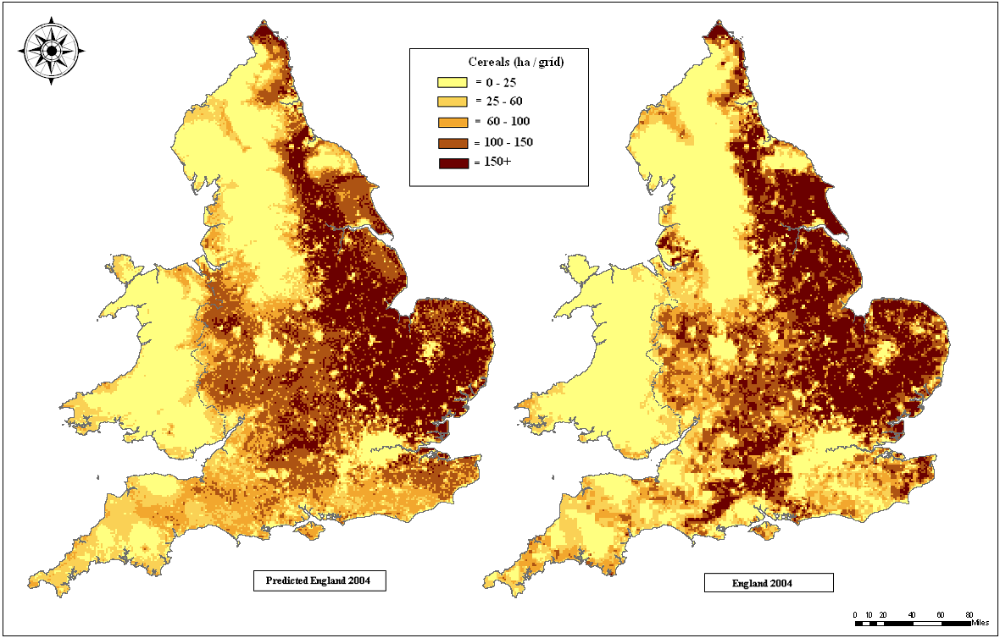 Cereals (ha / gríd)
= 0 - 25
= 25 - 60
= 60 - 100
= 100 - 150
= 150+
Predicted England 2004
England 2004
0 10 20 40 60 80
Miles